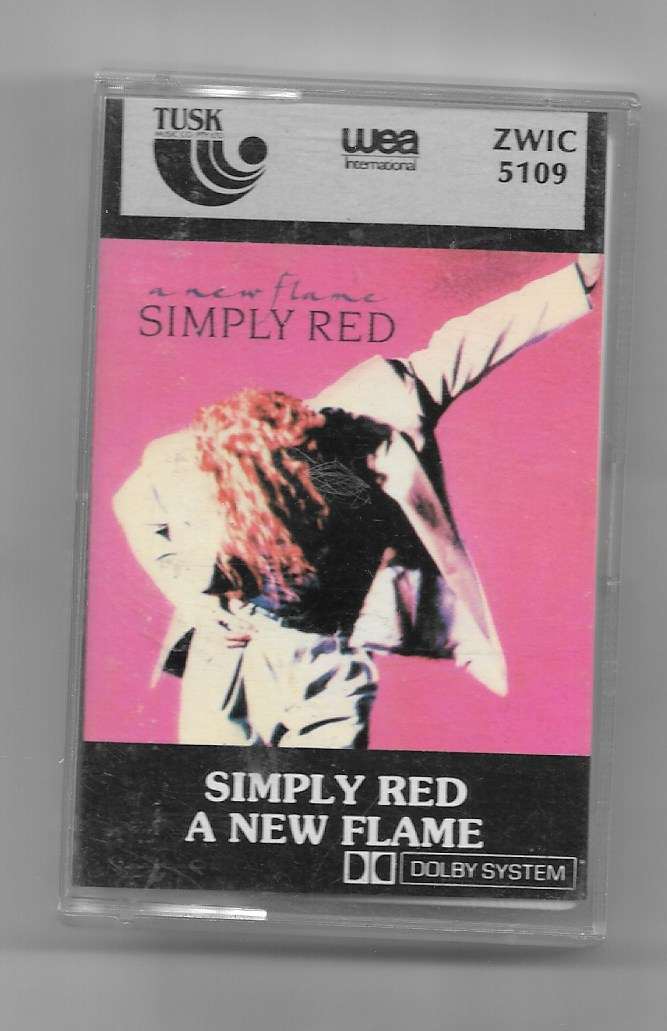 TUSK
MUSIC CO. PTY. LTD.
wea
International
ZWIC
5109
a new flame
SIMPLY RED
SIMPLY RED
A NEW FLAME
DOLBY SYSTEM